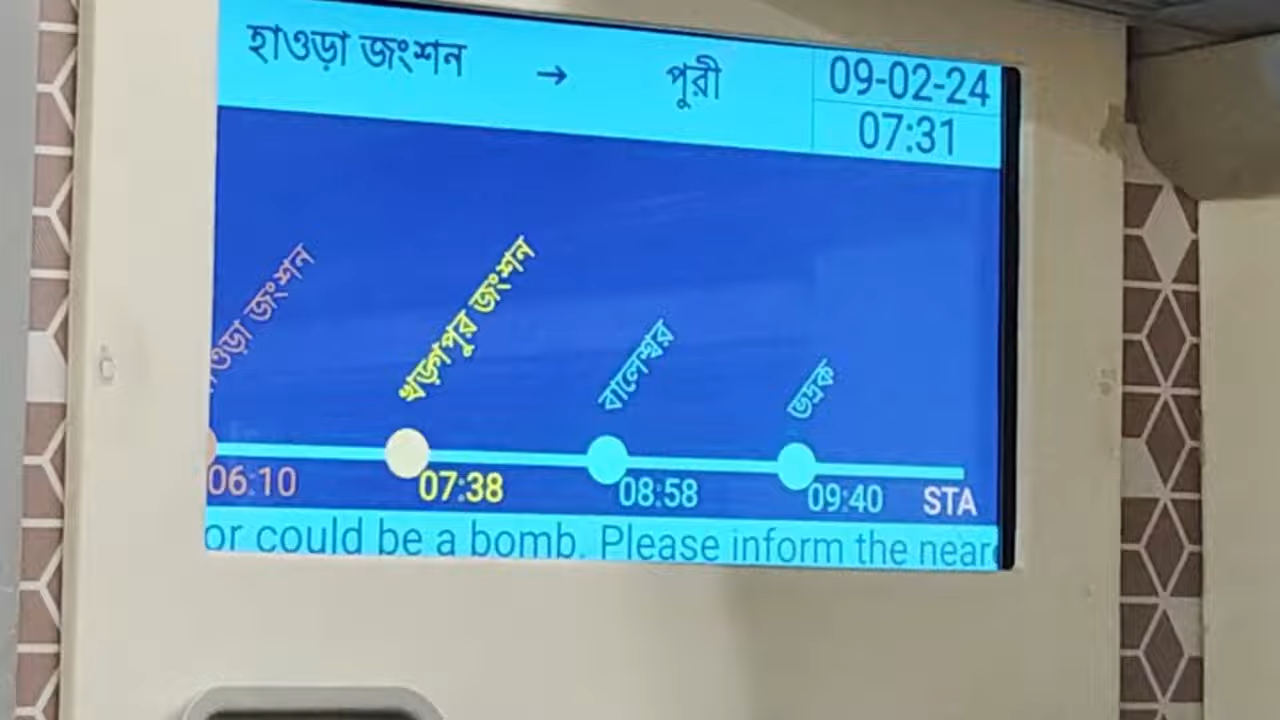 হাওড়া জংশন → পুরী
09-02-24
07:31
ওড়া জংশন
খড়্গপুর জংশন
বালেশ্বর
ভদ্রক
06:10 07:38 08:58 09:40 STA
or could be a bomb. Please inform the near